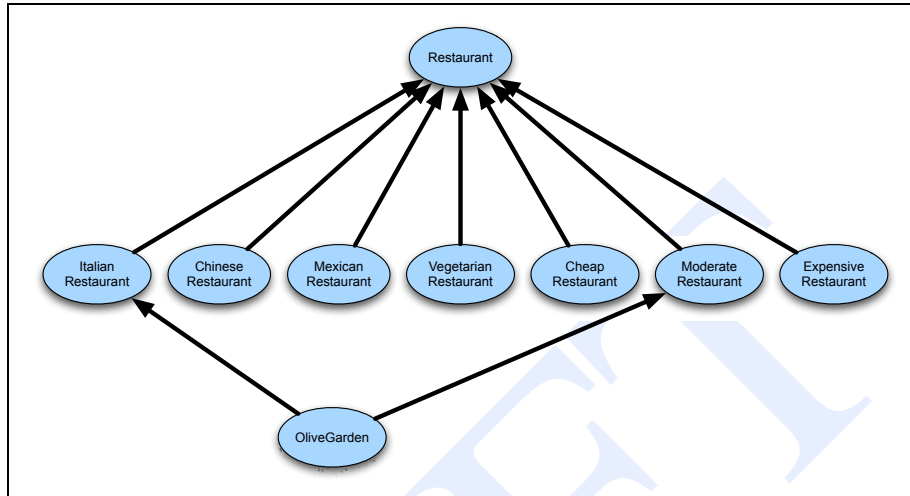 Restaurant
Italian
Restaurant
Chinese
Restaurant
Mexican
Restaurant
Vegetarian
Restaurant
Cheap
Restaurant
Moderate
Restaurant
Expensive
Restaurant
OliveGarden